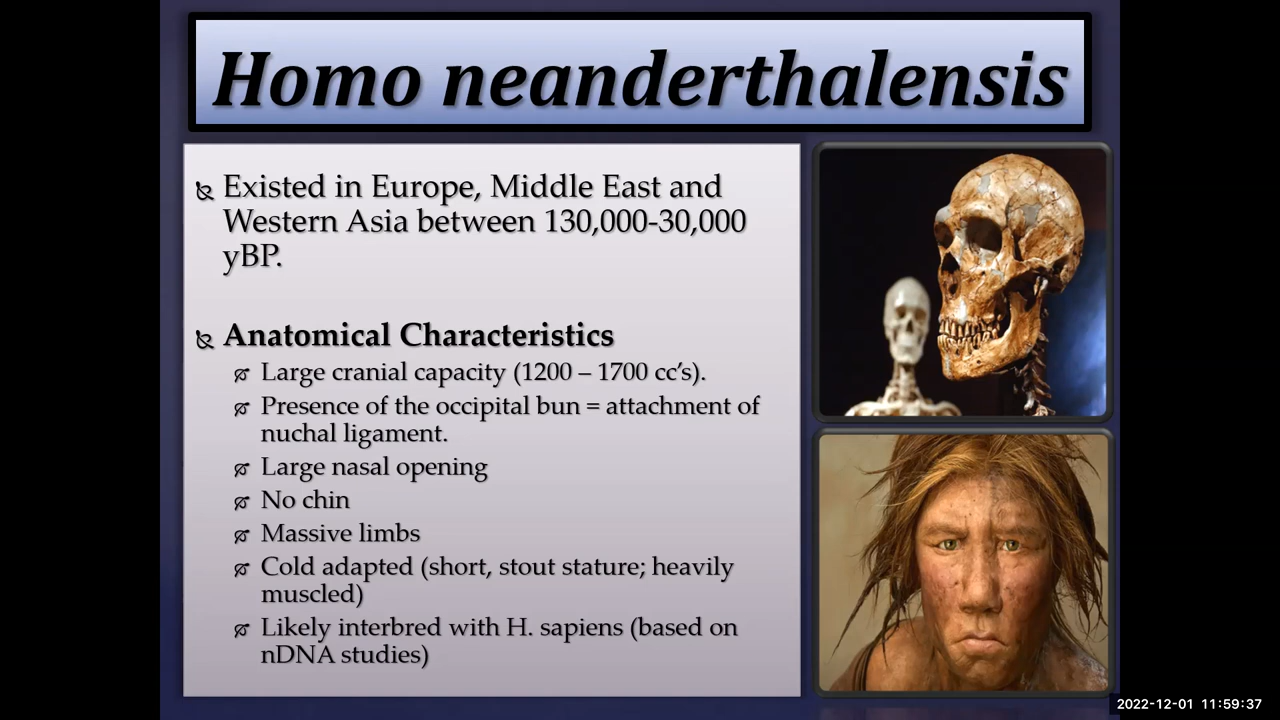 Homo neanderthalensis
Existed in Europe, Middle East and
Western Asia between 130,000-30,000
yBP.
Anatomical Characteristics
Large cranial capacity (1200 – 1700 cc’s).
Presence of the occipital bun = attachment of
nuchal ligament.
Large nasal opening
No chin
Massive limbs
Cold adapted (short, stout stature; heavily
muscled)
Likely interbred with H. sapiens (based on
nDNA studies)
2022-12-01 11:59:37